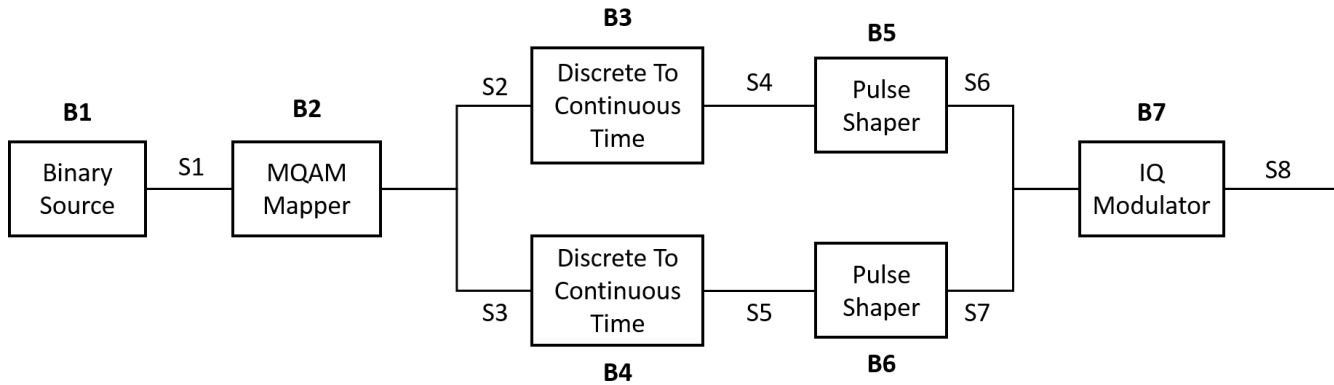 B1
Binary
Source
S1
B2
MQAM
Mapper
S2
B3
Discrete To
Continuous
Time
S4
B5
Pulse
Shaper
S6
S3
Discrete To
Continuous
Time
B4
S5
Pulse
Shaper
B6
S7
B7
IQ
Modulator
S8